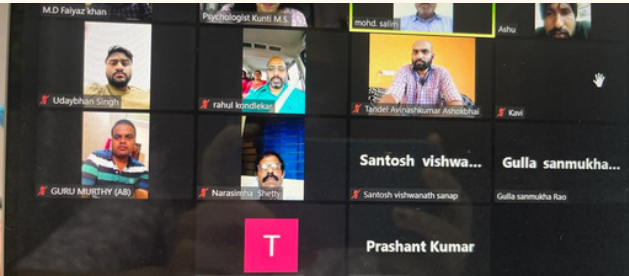 M.D Faiyaz khan
Psychologist Kunti M.S.
mohd. salim
Ashu
Udaybhan Singh
rahul kondlekar
Tandel Avinashkumar Ashokbhai
Kavi
Santosh vishwa...
Gulla sanmukha...
GURU MURTHY (AB)
Narasimha Shetty
Santosh vishwanath sanap
Gulla sanmukha Rao
T
Prashant Kumar